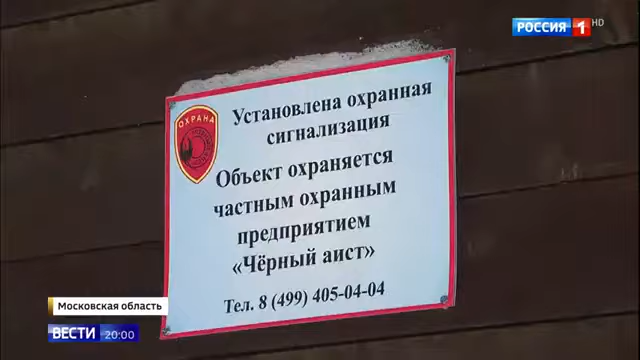 РОССИЯ 1 HD
ОХРАНА
Установлена охранная
сигнализация
Объект охраняется
частным охранным
предприятием
«Чёрный аист»
Тел. 8 (499) 405-04-04
Московская область
ВЕСТИ 20:00